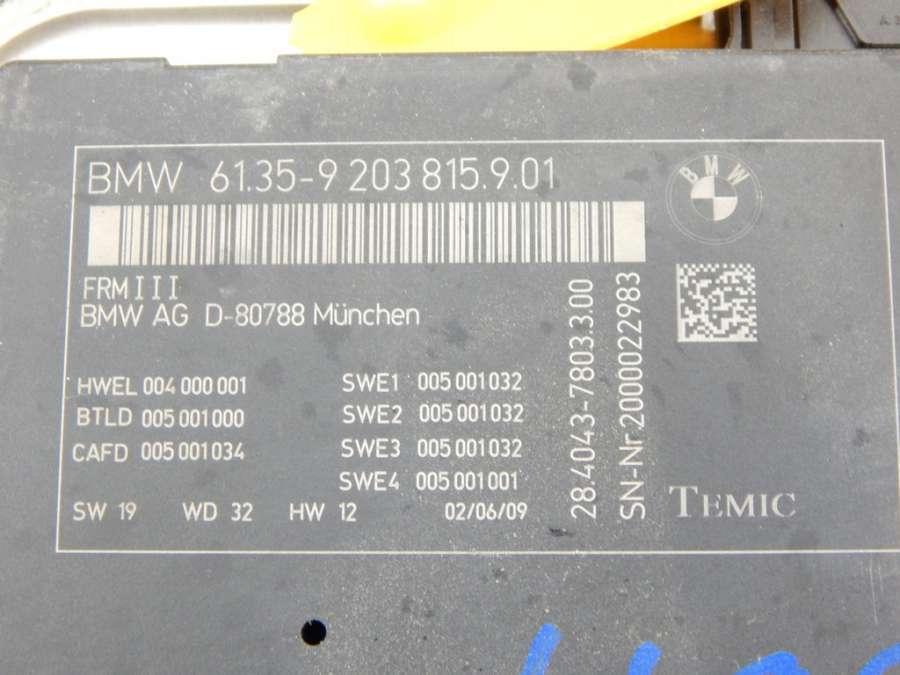 BMW 61.35-9 203 815.9.01
BMW
FRM III
BMW AG D-80788 München
HWEL 004 000 001
BTLD 005 001 000
CAFD 005 001 034
SWE1 005 001 032
SWE2 005 001 032
SWE3 005 001 032
SWE4 005 001 001
SW 19 WD 32 HW 12 02/06/09
28.4043-7803.3.00
SN-Nr.2000022983
TEMIC